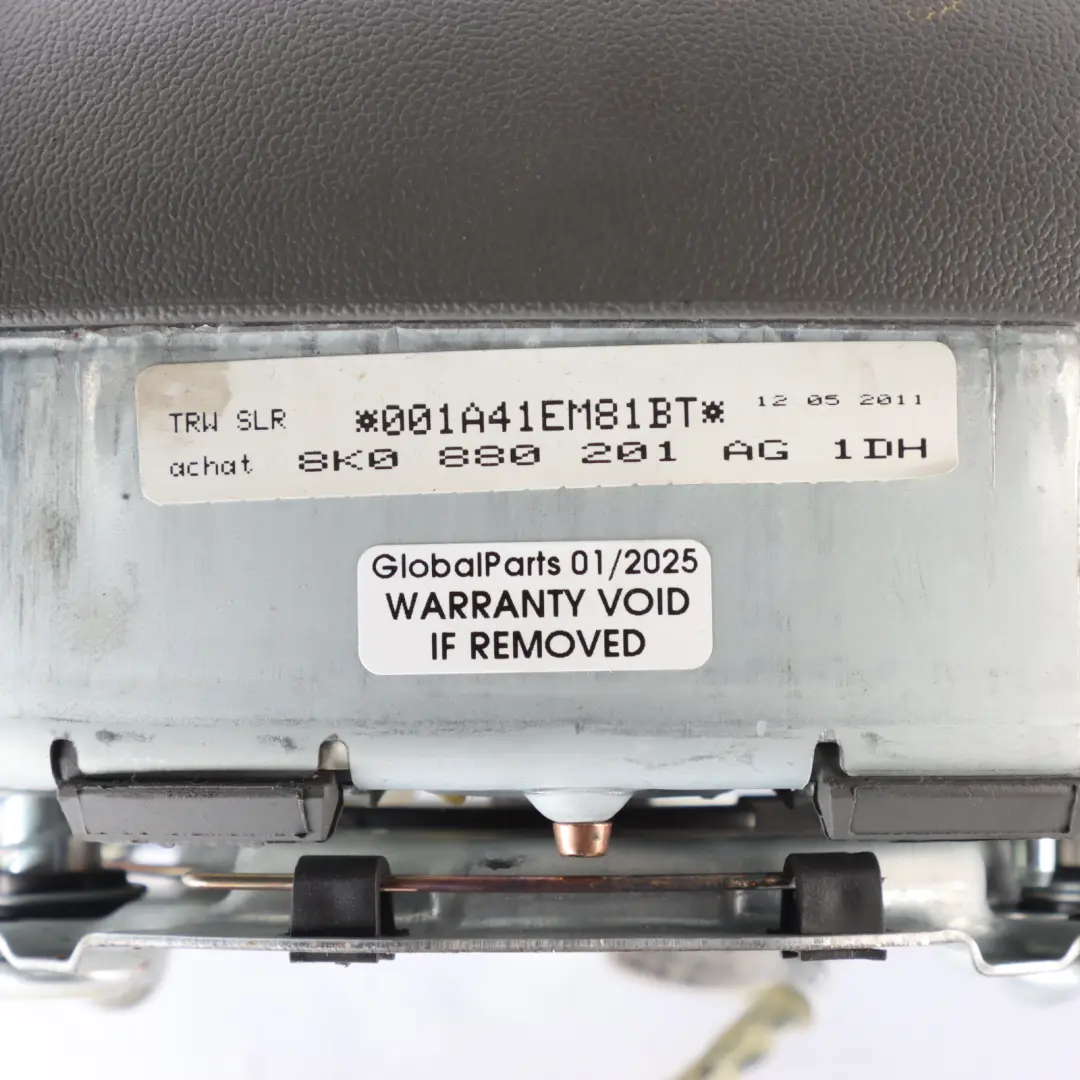 TRW SLR *001A41EM81BT* 12 05 2011
achat 8K0 880 201 AG 1DH
GlobalParts 01/2025
WARRANTY VOID
IF REMOVED